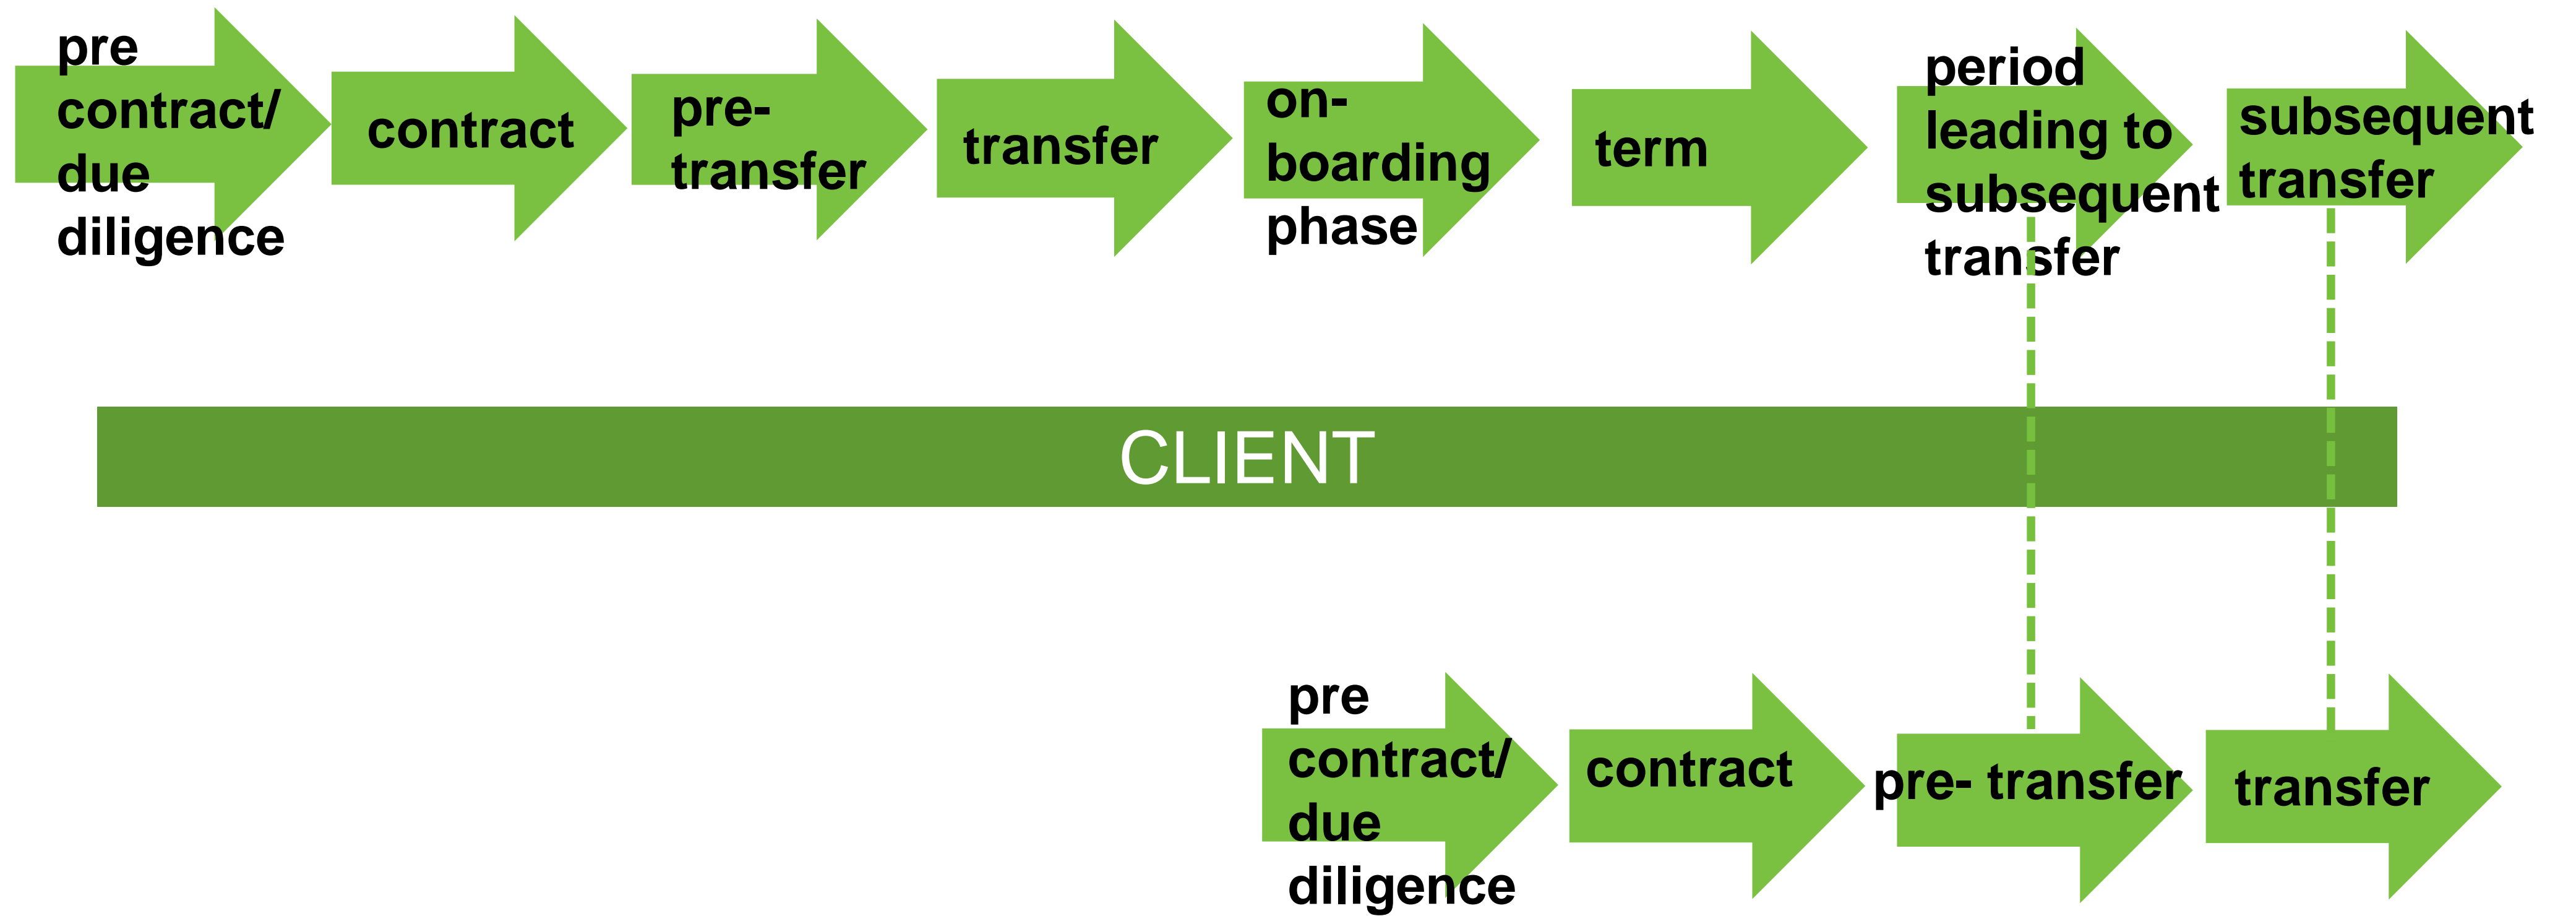 pre
contract/
due
diligence
contract
pre-
transfer
transfer
on-
boarding
phase
term
period
leading to
subsequent
transfer
subsequent
transfer
CLIENT
pre
contract/
due
diligence
contract
pre- transfer
transfer